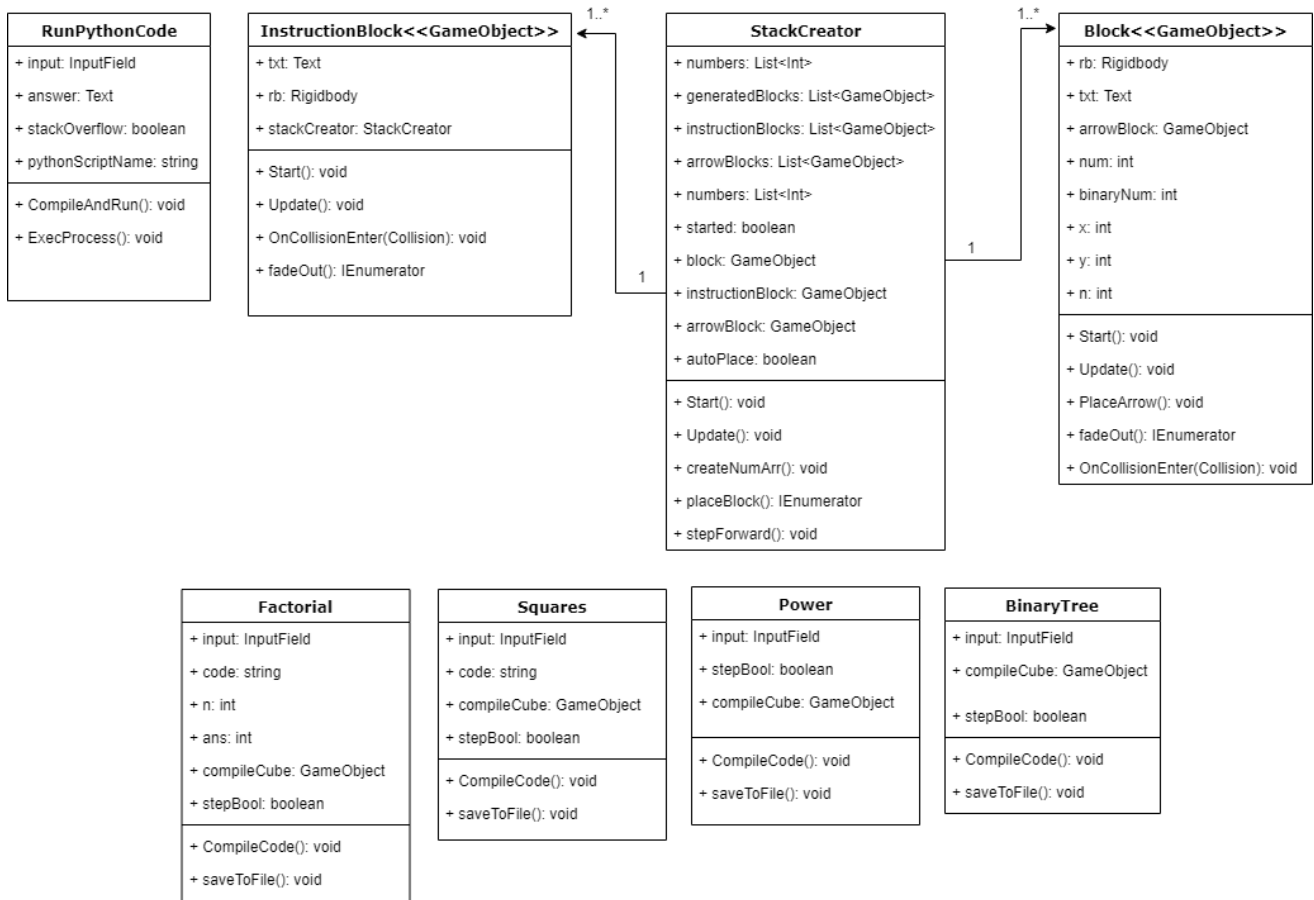 RunPythonCode
+ input: InputField
+ answer: Text
+ stackOverflow: boolean
+ pythonScriptName: string
+ CompileAndRun(): void
+ ExecProcess(): void
InstructionBlock<<GameObject>>
+ txt: Text
+ rb: Rigidbody
+ stackCreator: StackCreator
+ Start(): void
+ Update(): void
+ OnCollisionEnter(Collision): void
+ fadeOut(): IEnumerator
1..*
1
StackCreator
+ numbers: List<Int>
+ generatedBlocks: List<GameObject>
+ instructionBlocks: List<GameObject>
+ arrowBlocks: List<GameObject>
+ numbers: List<Int>
+ started: boolean
+ block: GameObject
+ instructionBlock: GameObject
+ arrowBlock: GameObject
+ autoPlace: boolean
+ Start(): void
+ Update(): void
+ createNumArr(): void
+ placeBlock(): IEnumerator
+ stepForward(): void
1..*
1
Block<<GameObject>>
+ rb: Rigidbody
+ txt: Text
+ arrowBlock: GameObject
+ num: int
+ binaryNum: int
+ x: int
+ y: int
+ n: int
+ Start(): void
+ Update(): void
+ PlaceArrow(): void
+ fadeOut(): IEnumerator
+ OnCollisionEnter(Collision): void
Factorial
+ input: InputField
+ code: string
+ n: int
+ ans: int
+ compileCube: GameObject
+ stepBool: boolean
+ CompileCode(): void
+ saveToFile(): void
Squares
+ input: InputField
+ code: string
+ compileCube: GameObject
+ stepBool: boolean
+ CompileCode(): void
+ saveToFile(): void
Power
+ input: InputField
+ stepBool: boolean
+ compileCube: GameObject
+ CompileCode(): void
+ saveToFile(): void
BinaryTree
+ input: InputField
+ compileCube: GameObject
+ stepBool: boolean
+ CompileCode(): void
+ saveToFile(): void